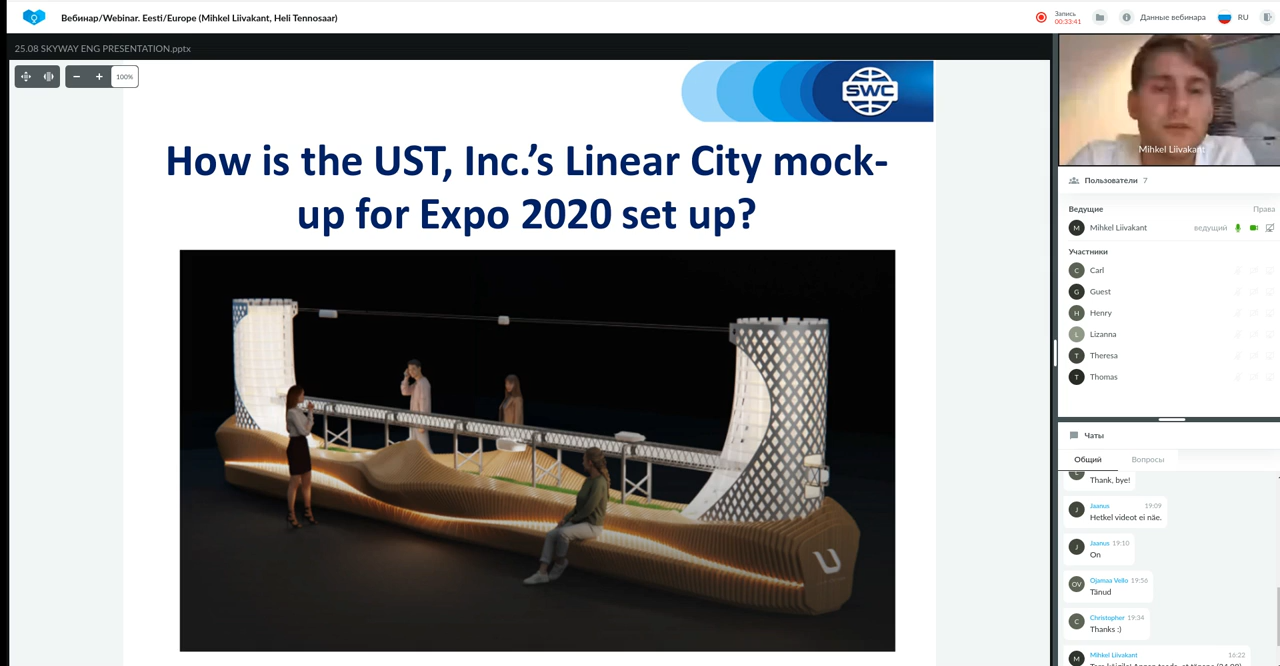 Вебинар/Webinar. Eesti/Europe (Mihkel Liivakant, Heli Tennosaar)
Запись
00:33:41
Данные вебинара
RU
25.08 SKYWAY ENG PRESENTATION.pptx
100%
SWC
How is the UST, Inc.’s Linear City mock-
up for Expo 2020 set up?
U
Mihkel Liivakant
Пользователи 7
Ведущие Права
M Mihkel Liivakant ведущий
Участники
C Carl
G Guest
H Henry
L Lizanna
T Theresa
T Thomas
Чаты
Общий Вопросы
Thank, bye!
J Jaanus 19:09
Hetkel videot ei näe.
J Jaanus 19:10
On
OV Ojamaa Vello 19:56
Tänud
C Christopher 19:34
Thanks :)
M Mihkel Liivakant 16:22